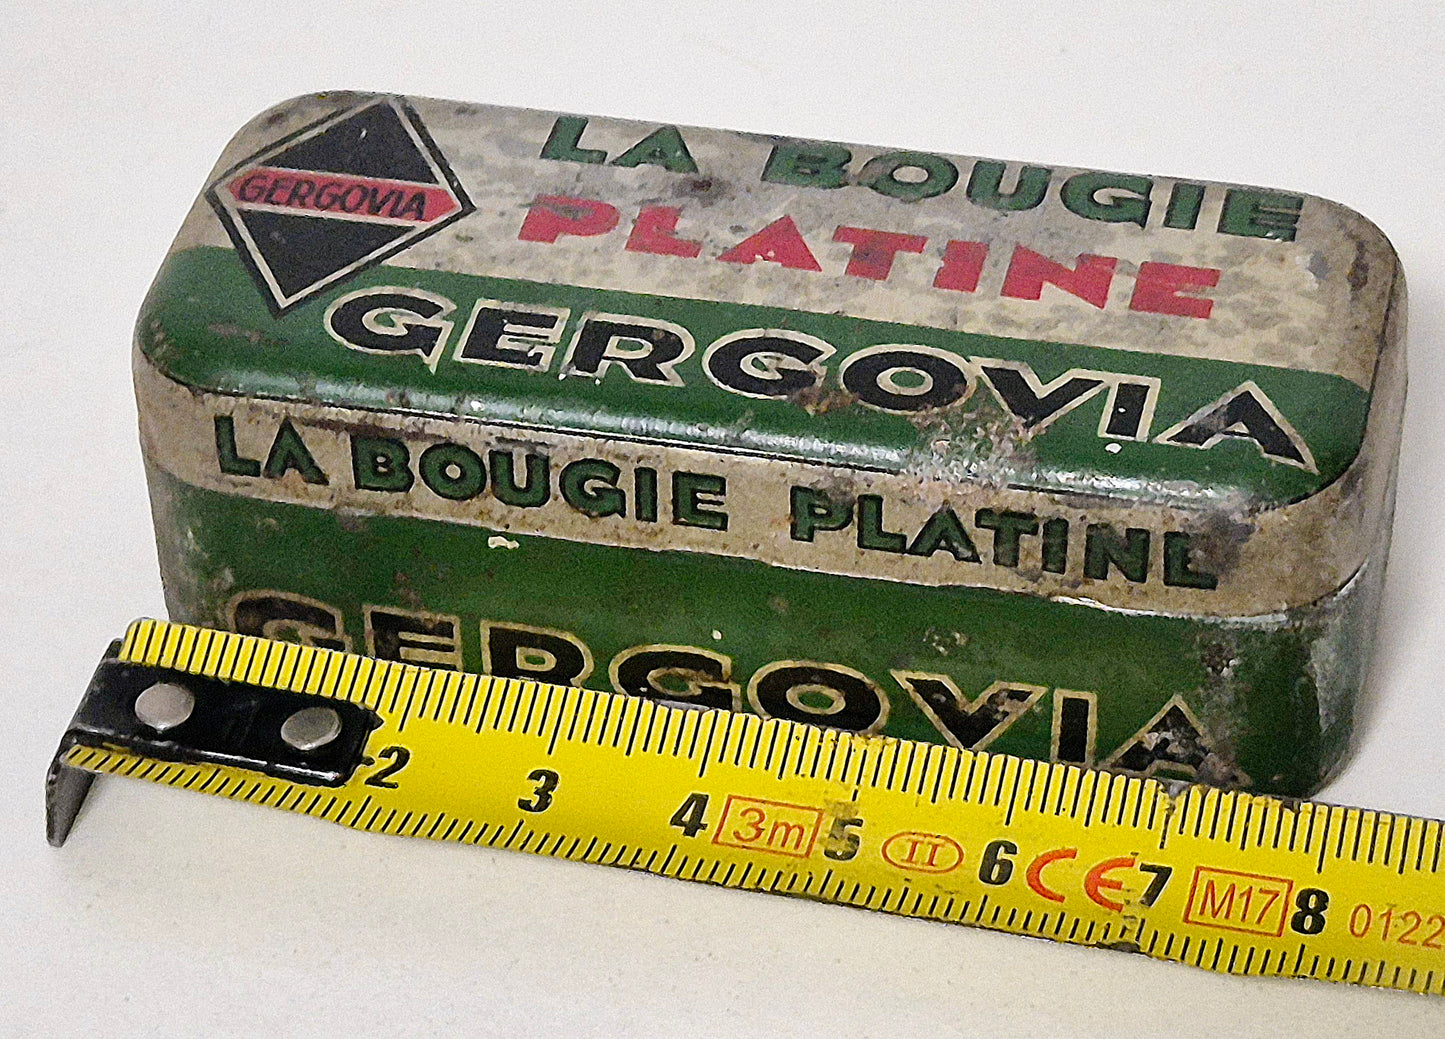 GERGOVIA
LA BOUGIE
PLATINE
GERGOVIA
LA BOUGIE PLATINE
GERGOVIA
2 3 4 3m 5 II 6 CE 7 M17 8 0122